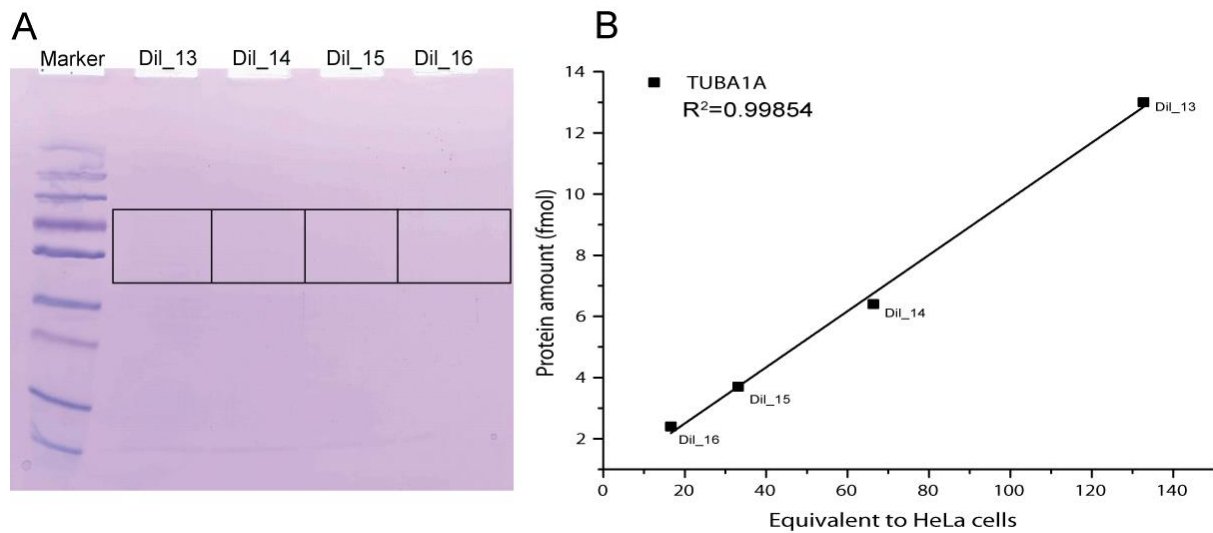 A
Marker Dil_13 Dil_14 Dil_15 Dil_16
B
TUBA1A
R²=0.99854
Protein amount (fmol)
14
12
10
8
6
4
2
Dil_13
Dil_14
Dil_15
Dil_16
0 20 40 60 80 100 120 140
Equivalent to HeLa cells